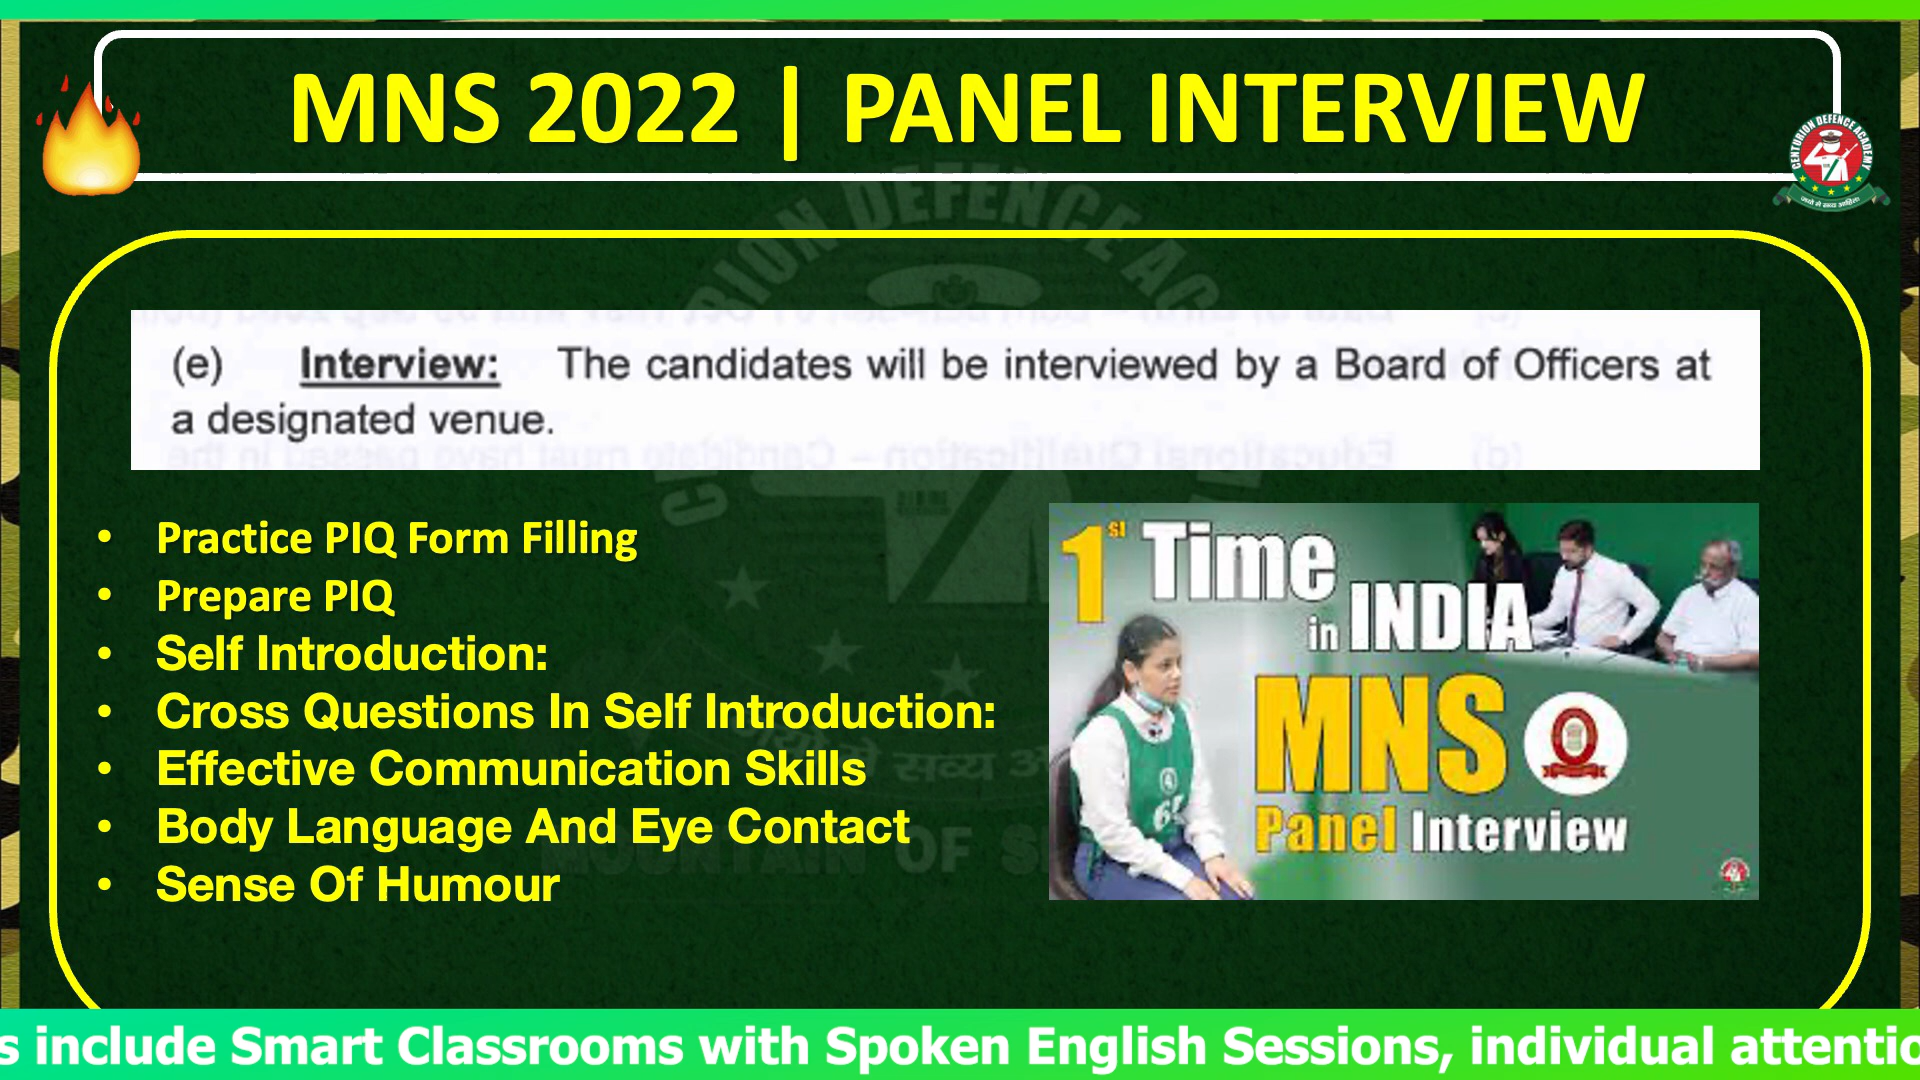 MNS 2022 | PANEL INTERVIEW
CENTURION DEFENCE ACADEMY
(e) Interview: The candidates will be interviewed by a Board of Officers at
a designated venue.
• Practice PIQ Form Filling
• Prepare PIQ
• Self Introduction:
• Cross Questions In Self Introduction:
• Effective Communication Skills
• Body Language And Eye Contact
• Sense Of Humour
1st Time
in INDIA
MNS
Panel Interview
s include Smart Classrooms with Spoken English Sessions, individual attentio